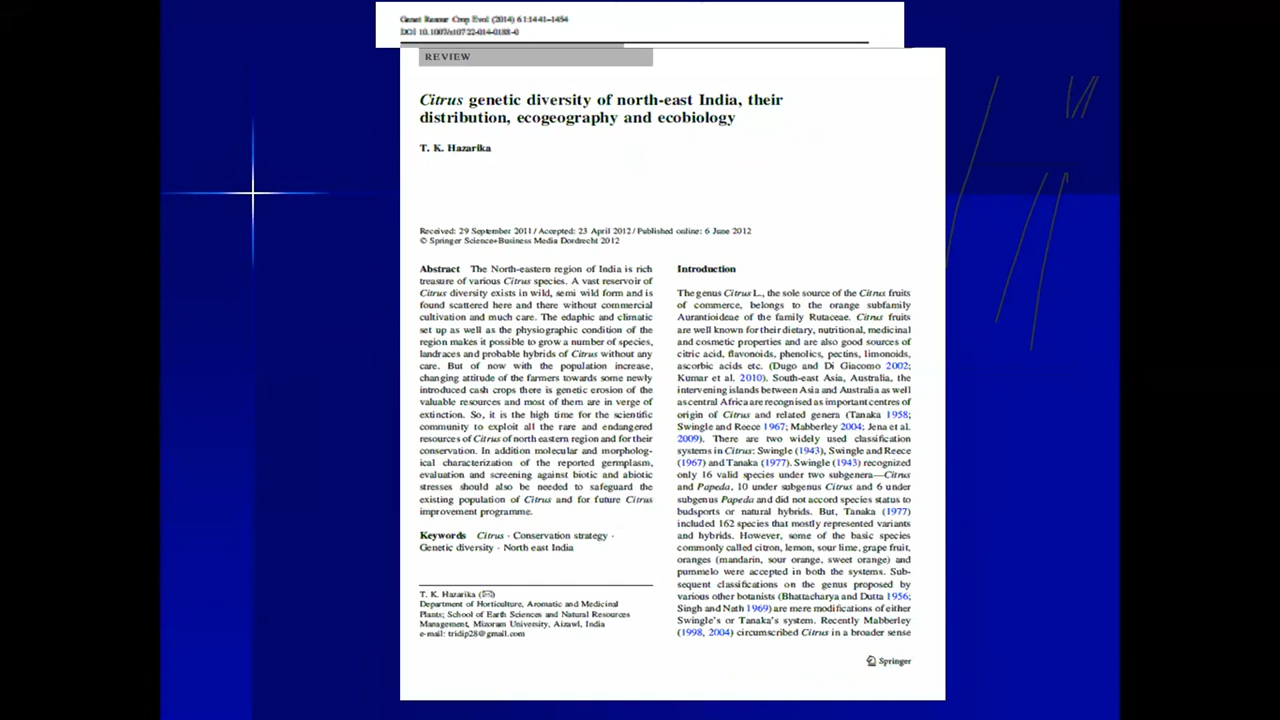 Genet Resour Crop Evol (2014) 61:1441–1454
DOI 10.1007/s10722-014-0188-0
REVIEW
Citrus genetic diversity of north-east India, their
distribution, ecogeography and ecobiology
T. K. Hazarika
Received: 29 September 2011 / Accepted: 23 April 2012 / Published online: 6 June 2012
© Springer Science+Business Media Dordrecht 2012
Abstract The North-eastern region of India is rich
treasure of various Citrus species. A vast reservoir of
Citrus diversity exists in wild, semi wild form and is
found scattered here and there without commercial
cultivation and much care. The edaphic and climatic
set up as well as the physiographic condition of the
region makes it possible to grow a number of species,
landraces and probable hybrids of Citrus without any
care. But of now with the population increase,
changing attitude of the farmers towards some newly
introduced cash crops there is genetic erosion of the
valuable resources and most of them are in verge of
extinction. So, it is the high time for the scientific
community to exploit all the rare and endangered
resources of Citrus of north eastern region and for their
conservation. In addition molecular and morpholog-
ical characterization of the reported germplasm,
evaluation and screening against biotic and abiotic
stresses should also be needed to safeguard the
existing population of Citrus and for future Citrus
improvement programme.
Keywords Citrus · Conservation strategy ·
Genetic diversity · North east India
T. K. Hazarika (✉)
Department of Horticulture, Aromatic and Medicinal
Plants; School of Earth Sciences and Natural Resources
Management, Mizoram University, Aizawl, India
e-mail: tridip28@gmail.com
Introduction
The genus Citrus L., the sole source of the Citrus fruits
of commerce, belongs to the orange subfamily
Aurantioideae of the family Rutaceae. Citrus fruits
are well known for their dietary, nutritional, medicinal
and cosmetic properties and are also good sources of
citric acid, flavonoids, phenolics, pectins, limonoids,
ascorbic acids etc. (Dugo and Di Giacomo 2002;
Kumar et al. 2010). South-east Asia, Australia, the
intervening islands between Asia and Australia as well
as central Africa are recognised as important centres of
origin of Citrus and related genera (Tanaka 1958;
Swingle and Reece 1967; Mabberley 2004; Jena et al.
2009). There are two widely used classification
systems in Citrus: Swingle (1943), Swingle and Reece
(1967) and Tanaka (1977). Swingle (1943) recognized
only 16 valid species under two subgenera—Citrus
and Papeda, 10 under subgenus Citrus and 6 under
subgenus Papeda and did not accord species status to
budsports or natural hybrids. But, Tanaka (1977)
included 162 species that mostly represented variants
and hybrids. However, some of the basic species
commonly called citron, lemon, sour lime, grape fruit,
oranges (mandarin, sour orange, sweet orange) and
pummelo were accepted in both the systems. Sub-
sequent classifications on the genus proposed by
various other botanists (Bhattacharya and Dutta 1956;
Singh and Nath 1969) are mere modifications of either
Swingle's or Tanaka's system. Recently Mabberley
(1998, 2004) circumscribed Citrus in a broader sense
Springer